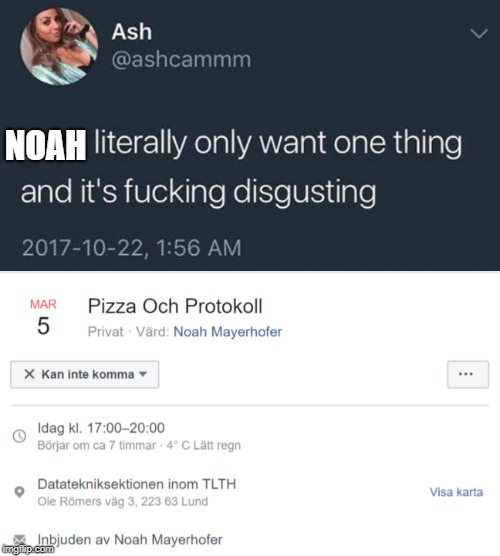 Ash
@ashcammm
NOAH literally only want one thing
and it's fucking disgusting
2017-10-22, 1:56 AM
MAR
5
Pizza Och Protokoll
Privat · Värd: Noah Mayerhofer
× Kan inte komma ▾
...
Idag kl. 17:00–20:00
Börjar om ca 7 timmar · 4° C Lätt regn
Datatekniksektionen inom TLTH
Ole Römers väg 3, 223 63 Lund
Visa karta
Inbjuden av Noah Mayerhofer
imgflip.com